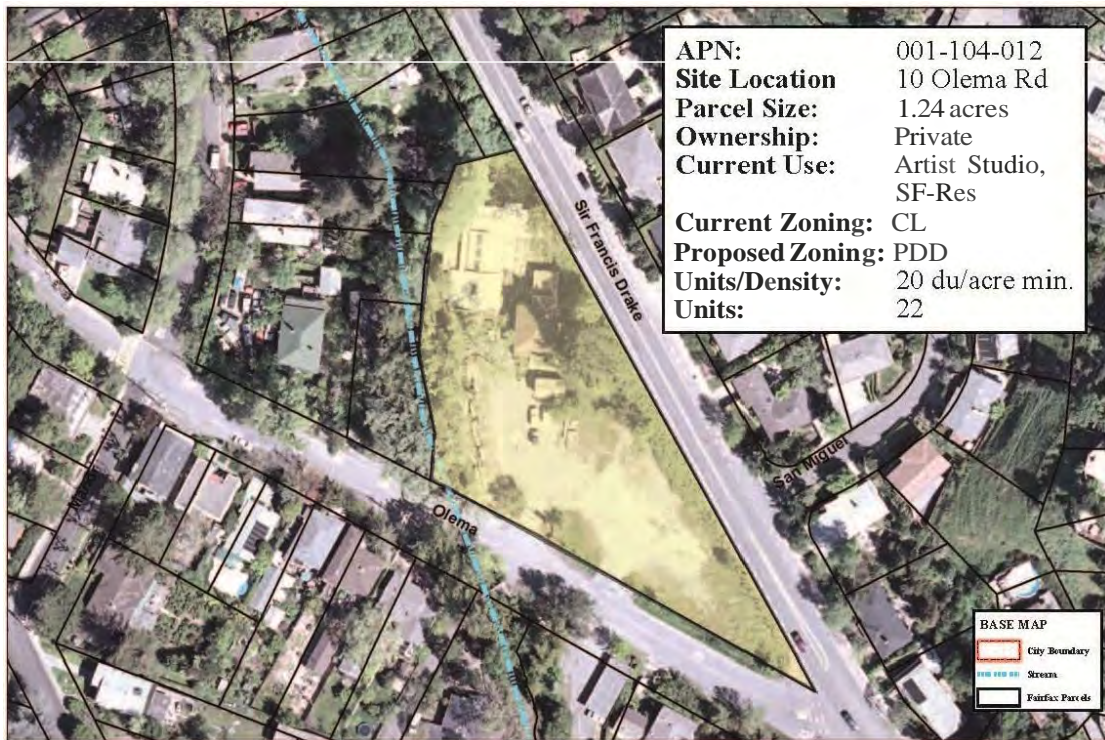 APN: 001-104-012
Site Location 10 Olema Rd
Parcel Size: 1.24 acres
Ownership: Private
Current Use: Artist Studio,
SF-Res
Current Zoning: CL
Proposed Zoning: PDD
Units/Density: 20 du/acre min.
Units: 22
Sir Francis Drake
San Miguel
Olema
BASE MAP
City Boundary
Stream
Fairfax Parcels